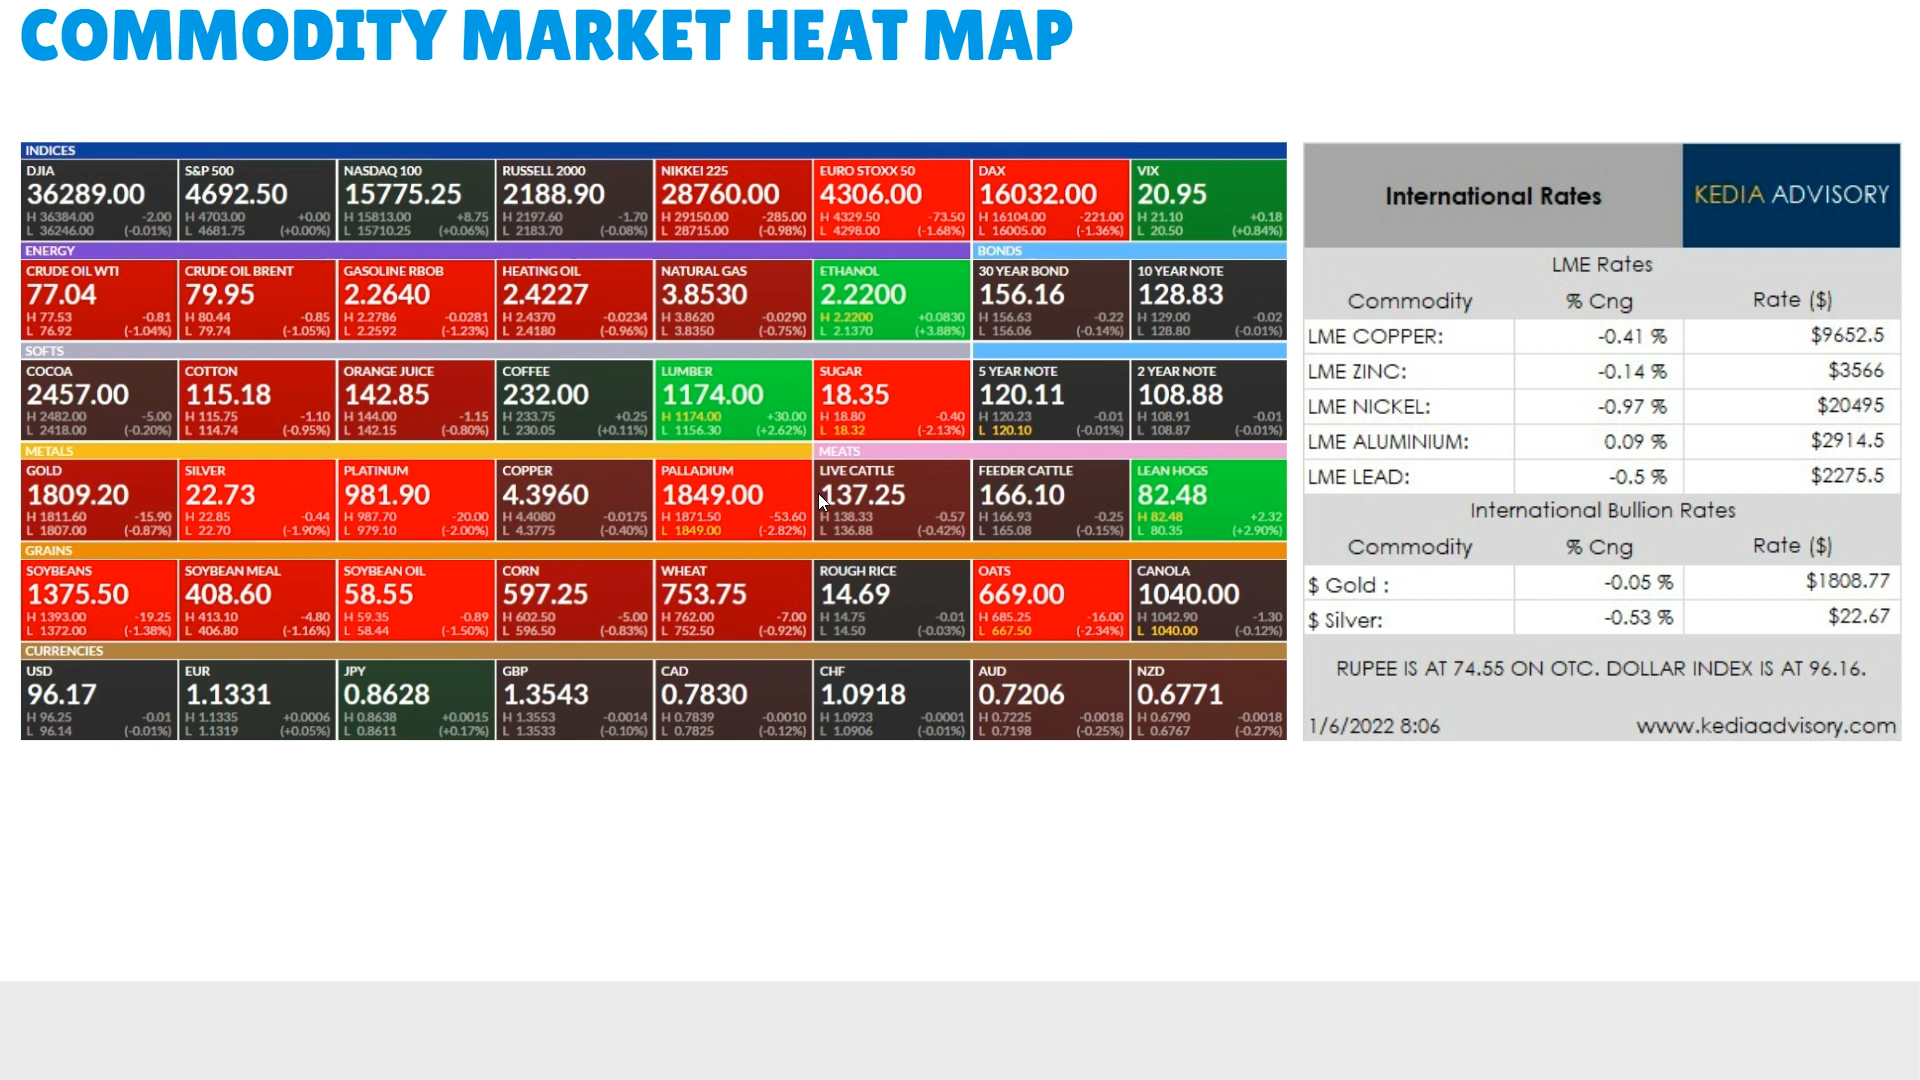 COMMODITY MARKET HEAT MAP
INDICES
DJIA S&P 500 NASDAQ 100 RUSSELL 2000 NIKKEI 225 EURO STOXX 50 DAX VIX
36289.00 4692.50 15775.25 2188.90 28760.00 4306.00 16032.00 20.95
H 36384.00 -2.00 H 4703.00 +0.00 H 15813.00 +8.75 H 2197.60 -1.70 H 29150.00 -285.00 H 4329.50 -73.50 H 16104.00 -221.00 H 21.10 +0.18
L 36246.00 (-0.01%) L 4681.75 (+0.00%) L 15710.25 (+0.06%) L 2183.70 (-0.08%) L 28715.00 (-0.98%) L 4298.00 (-1.68%) L 16005.00 (-1.36%) L 20.50 (+0.84%)
ENERGY BONDS
CRUDE OIL WTI CRUDE OIL BRENT GASOLINE RBOB HEATING OIL NATURAL GAS ETHANOL 30 YEAR BOND 10 YEAR NOTE
77.04 79.95 2.2640 2.4227 3.8530 2.2200 156.16 128.83
H 77.53 -0.81 H 80.44 -0.85 H 2.2786 -0.0281 H 2.4370 -0.0234 H 3.8620 -0.0290 H 2.2200 +0.0830 H 156.63 -0.22 H 129.00 -0.02
L 76.92 (-1.04%) L 79.74 (-1.05%) L 2.2592 (-1.23%) L 2.4180 (-0.96%) L 3.8350 (-0.75%) L 2.1370 (+3.88%) L 156.06 (-0.14%) L 128.80 (-0.01%)
SOFTS
COCOA COTTON ORANGE JUICE COFFEE LUMBER SUGAR 5 YEAR NOTE 2 YEAR NOTE
2457.00 115.18 142.85 232.00 1174.00 18.35 120.11 108.88
H 2482.00 -5.00 H 115.75 -1.10 H 144.00 -1.15 H 233.75 +0.25 H 1174.00 +30.00 H 18.80 -0.40 H 120.23 -0.01 H 108.91 -0.01
L 2418.00 (-0.20%) L 114.74 (-0.95%) L 142.15 (-0.80%) L 230.05 (+0.11%) L 1156.30 (+2.62%) L 18.32 (-2.13%) L 120.10 (-0.01%) L 108.87 (-0.01%)
METALS MEATS
GOLD SILVER PLATINUM COPPER PALLADIUM LIVE CATTLE FEEDER CATTLE LEAN HOGS
1809.20 22.73 981.90 4.3960 1849.00 137.25 166.10 82.48
H 1811.60 -15.90 H 22.85 -0.44 H 987.70 -20.00 H 4.4080 -0.0175 H 1871.50 -53.60 H 138.33 -0.57 H 166.93 -0.25 H 82.48 +2.32
L 1807.00 (-0.87%) L 22.70 (-1.90%) L 979.10 (-2.00%) L 4.3775 (-0.40%) L 1849.00 (-2.82%) L 136.88 (-0.42%) L 165.08 (-0.15%) L 80.35 (+2.90%)
GRAINS
SOYBEANS SOYBEAN MEAL SOYBEAN OIL CORN WHEAT ROUGH RICE OATS CANOLA
1375.50 408.60 58.55 597.25 753.75 14.69 669.00 1040.00
H 1393.00 -19.25 H 413.10 -4.80 H 59.35 -0.89 H 602.50 -5.00 H 762.00 -7.00 H 14.75 -0.01 H 685.25 -16.00 H 1042.90 -1.30
L 1372.00 (-1.38%) L 406.80 (-1.16%) L 58.44 (-1.50%) L 596.50 (-0.83%) L 752.50 (-0.92%) L 14.50 (-0.03%) L 667.50 (-2.34%) L 1040.00 (-0.12%)
CURRENCIES
USD EUR JPY GBP CAD CHF AUD NZD
96.17 1.1331 0.8628 1.3543 0.7830 1.0918 0.7206 0.6771
H 96.25 -0.01 H 1.1335 +0.0006 H 0.8638 +0.0015 H 1.3553 -0.0014 H 0.7839 -0.0010 H 1.0923 -0.0001 H 0.7225 -0.0018 H 0.6790 -0.0018
L 96.14 (-0.01%) L 1.1319 (+0.05%) L 0.8611 (+0.17%) L 1.3533 (-0.10%) L 0.7825 (-0.12%) L 1.0906 (-0.01%) L 0.7198 (-0.25%) L 0.6767 (-0.27%)
International Rates KEDIA ADVISORY
LME Rates
Commodity % Cng Rate ($)
LME COPPER: -0.41 % $9652.5
LME ZINC: -0.14 % $3566
LME NICKEL: -0.97 % $20495
LME ALUMINIUM: 0.09 % $2914.5
LME LEAD: -0.5 % $2275.5
International Bullion Rates
Commodity % Cng Rate ($)
$ Gold : -0.05 % $1808.77
$ Silver: -0.53 % $22.67
RUPEE IS AT 74.55 ON OTC. DOLLAR INDEX IS AT 96.16.
1/6/2022 8:06 www.kediaadvisory.com